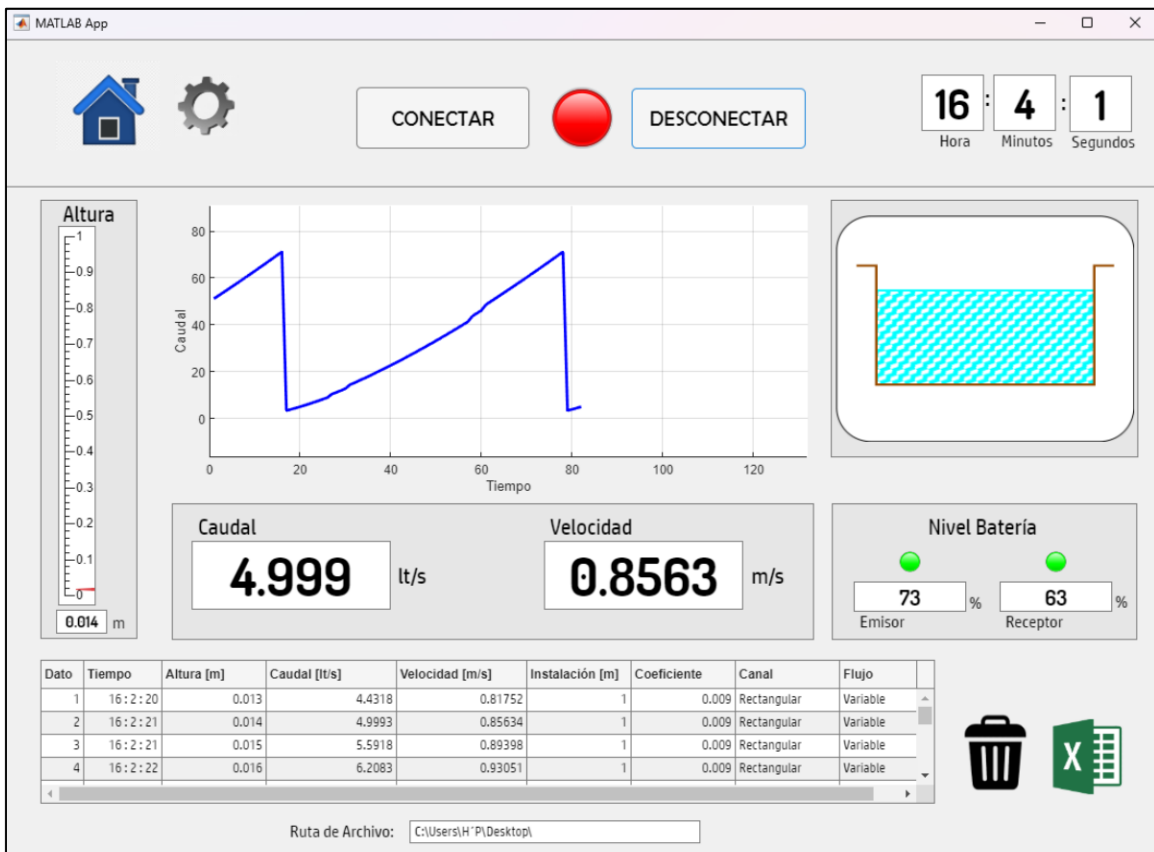 MATLAB App
CONECTAR
DESCONECTAR
16 : 4 : 1
Hora Minutos Segundos
Altura
1
0.9
0.8
0.7
0.6
0.5
0.4
0.3
0.2
0.1
0
0.014 m
Caudal
80
60
40
20
0
0 20 40 60 80 100 120
Tiempo
Caudal
4.999 lt/s
Velocidad
0.8563 m/s
Nivel Batería
73 %
Emisor
63 %
Receptor
Dato Tiempo Altura [m] Caudal [lt/s] Velocidad [m/s] Instalación [m] Coeficiente Canal Flujo
1 16:2:20 0.013 4.4318 0.81752 1 0.009 Rectangular Variable
2 16:2:21 0.014 4.9993 0.85634 1 0.009 Rectangular Variable
3 16:2:21 0.015 5.5918 0.89398 1 0.009 Rectangular Variable
4 16:2:22 0.016 6.2083 0.93051 1 0.009 Rectangular Variable
X
Ruta de Archivo: C:\Users\H´P\Desktop\